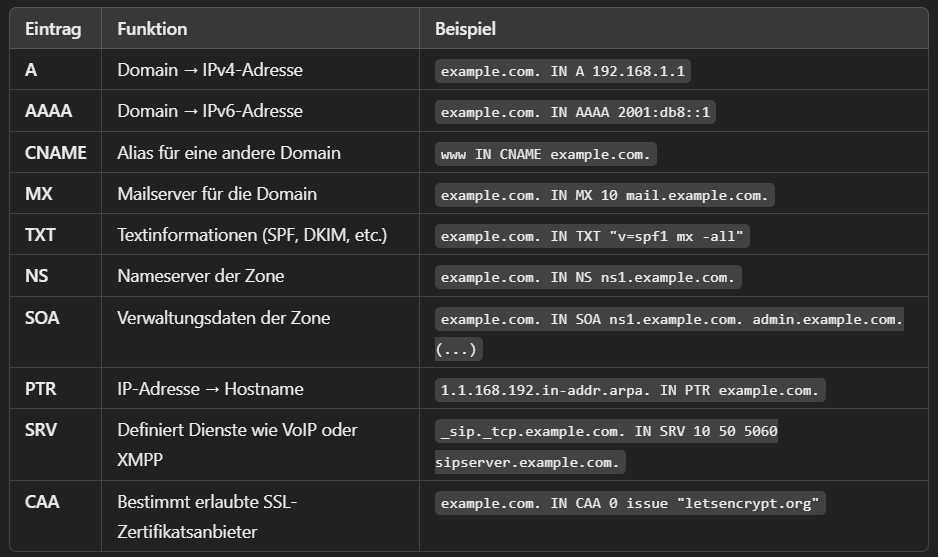 Eintrag Funktion Beispiel
A Domain → IPv4-Adresse example.com. IN A 192.168.1.1
AAAA Domain → IPv6-Adresse example.com. IN AAAA 2001:db8::1
CNAME Alias für eine andere Domain www IN CNAME example.com.
MX Mailserver für die Domain example.com. IN MX 10 mail.example.com.
TXT Textinformationen (SPF, DKIM, etc.) example.com. IN TXT "v=spf1 mx -all"
NS Nameserver der Zone example.com. IN NS ns1.example.com.
SOA Verwaltungsdaten der Zone example.com. IN SOA ns1.example.com. admin.example.com.
(...)
PTR IP-Adresse → Hostname 1.1.168.192.in-addr.arpa. IN PTR example.com.
SRV Definiert Dienste wie VoIP oder _sip._tcp.example.com. IN SRV 10 50 5060
XMPP sipserver.example.com.
CAA Bestimmt erlaubte SSL- example.com. IN CAA 0 issue "letsencrypt.org"
Zertifikatsanbieter